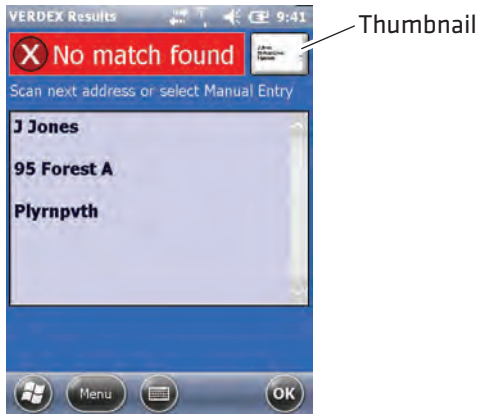 VERDEX Results 9:41
Thumbnail
No match found
Scan next address or select Manual Entry
J Jones
95 Forest A
Plyrnpvth
Menu
OK